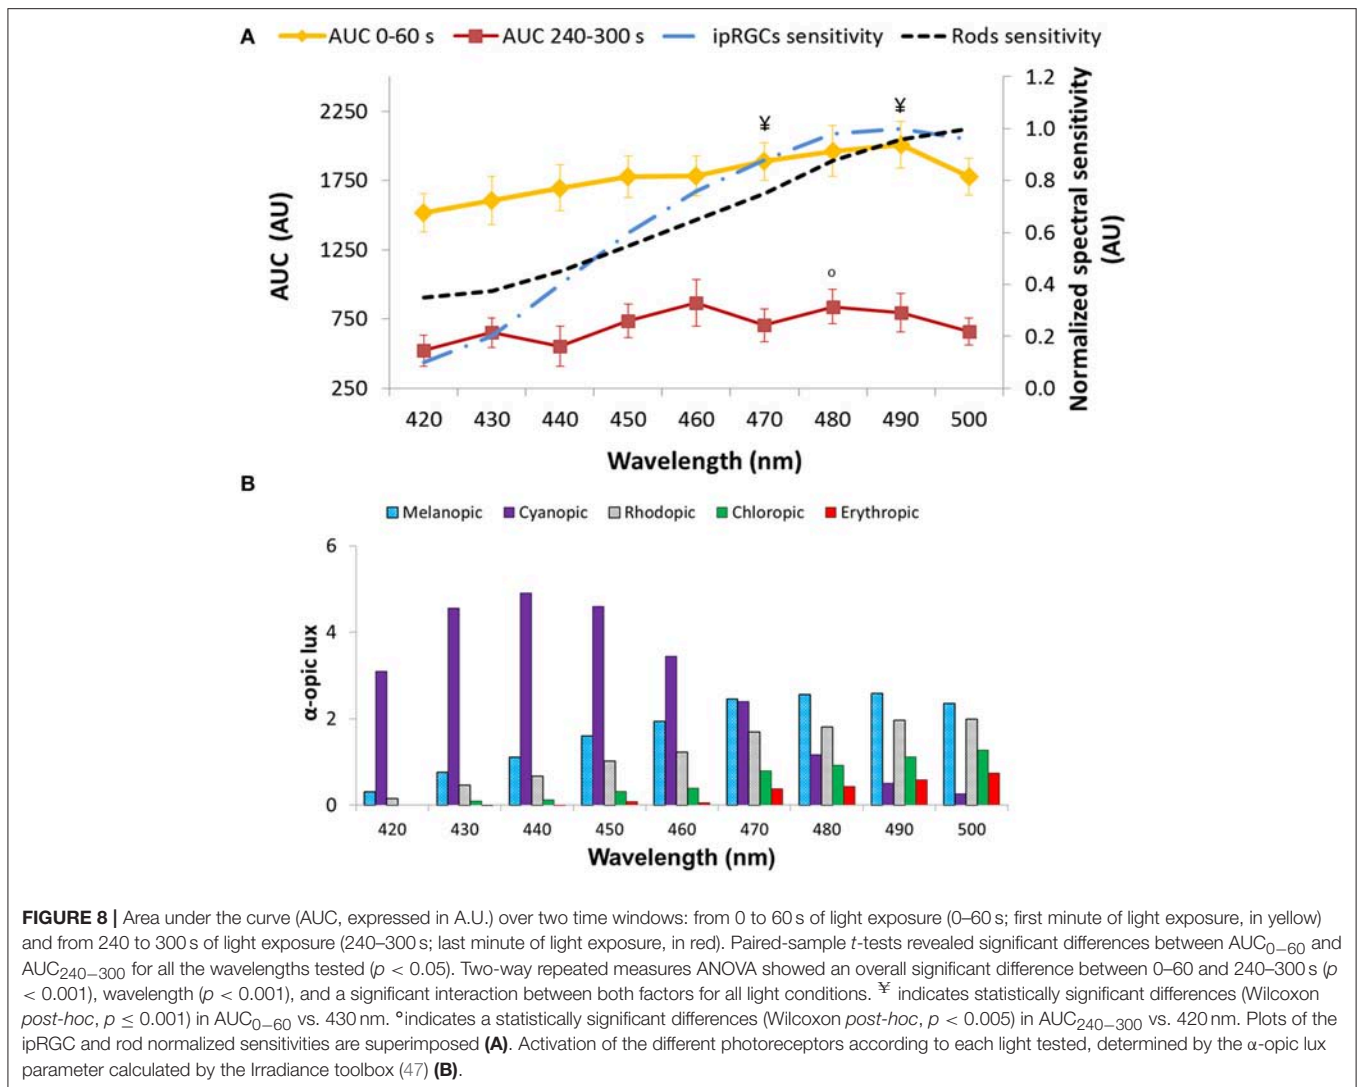 A AUC 0-60 s AUC 240-300 s ipRGCs sensitivity Rods sensitivity
2250
1750
1250
750
250
AUC (AU)
¥ ¥
o
1.2
1.0
0.8
0.6
0.4
0.2
0.0
Normalized spectral sensitivity
(AU)
420 430 440 450 460 470 480 490 500
Wavelength (nm)
B
Melanopic Cyanopic Rhodopic Chloropic Erythropic
6
4
2
0
α-opic lux
420 430 440 450 460 470 480 490 500
Wavelength (nm)
FIGURE 8 | Area under the curve (AUC, expressed in A.U.) over two time windows: from 0 to 60 s of light exposure (0–60 s; first minute of light exposure, in yellow)
and from 240 to 300 s of light exposure (240–300 s; last minute of light exposure, in red). Paired-sample t-tests revealed significant differences between AUC0−60 and
AUC240−300 for all the wavelengths tested (p < 0.05). Two-way repeated measures ANOVA showed an overall significant difference between 0–60 and 240–300 s (p
< 0.001), wavelength (p < 0.001), and a significant interaction between both factors for all light conditions. ¥ indicates statistically significant differences (Wilcoxon
post-hoc, p ≤ 0.001) in AUC0−60 vs. 430 nm. °indicates a statistically significant differences (Wilcoxon post-hoc, p < 0.005) in AUC240−300 vs. 420 nm. Plots of the
ipRGC and rod normalized sensitivities are superimposed (A). Activation of the different photoreceptors according to each light tested, determined by the α-opic lux
parameter calculated by the Irradiance toolbox (47) (B).